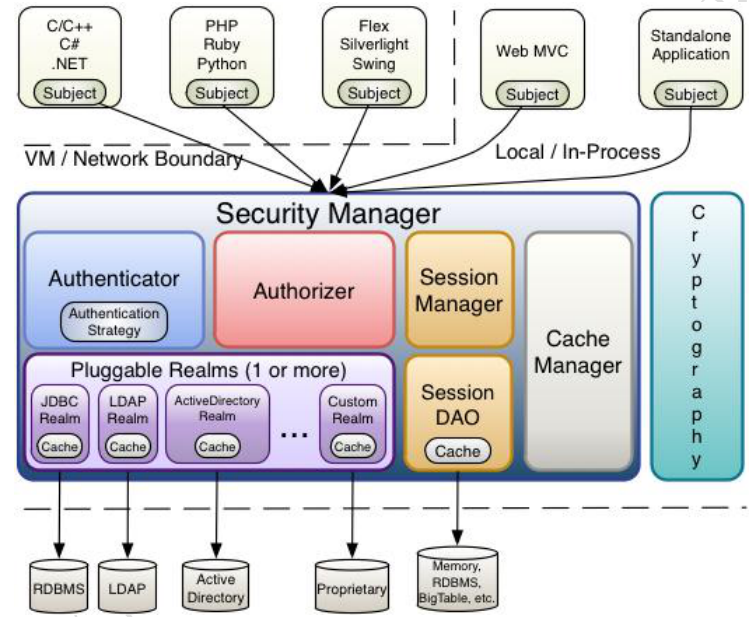 C/C++
C#
.NET
Subject
PHP
Ruby
Python
Subject
Flex
Silverlight
Swing
Subject
Web MVC
Subject
Standalone
Application
Subject
VM / Network Boundary
Local / In-Process
Security Manager
Authenticator
Authentication
Strategy
Authorizer
Session
Manager
Cache
Manager
Cryptography
Pluggable Realms (1 or more)
JDBC
Realm
Cache
LDAP
Realm
Cache
ActiveDirectory
Realm
Cache
...
Custom
Realm
Cache
Session
DAO
Cache
RDBMS
LDAP
Active
Directory
Proprietary
Memory,
RDBMS,
BigTable, etc.